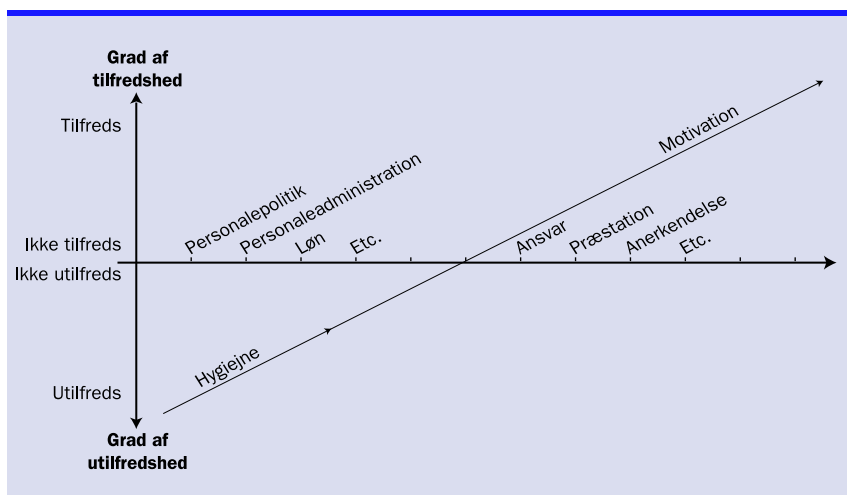 Grad af
tilfredshed
Tilfreds
Motivation
Personalepolitik
Personaleadministration
Løn
Etc.
Ansvar
Præstation
Anerkendelse
Etc.
Ikke tilfreds
Ikke utilfreds
Hygiejne
Utilfreds
Grad af
utilfredshed